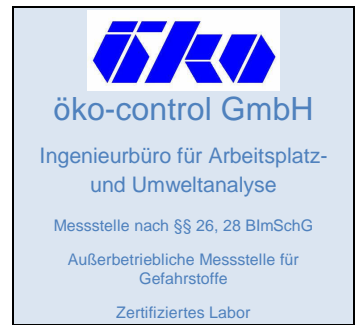 öko
öko-control GmbH
Ingenieurbüro für Arbeitsplatz-
und Umweltanalyse
Messstelle nach §§ 26, 28 BImSchG
Außerbetriebliche Messstelle für
Gefahrstoffe
Zertifiziertes Labor